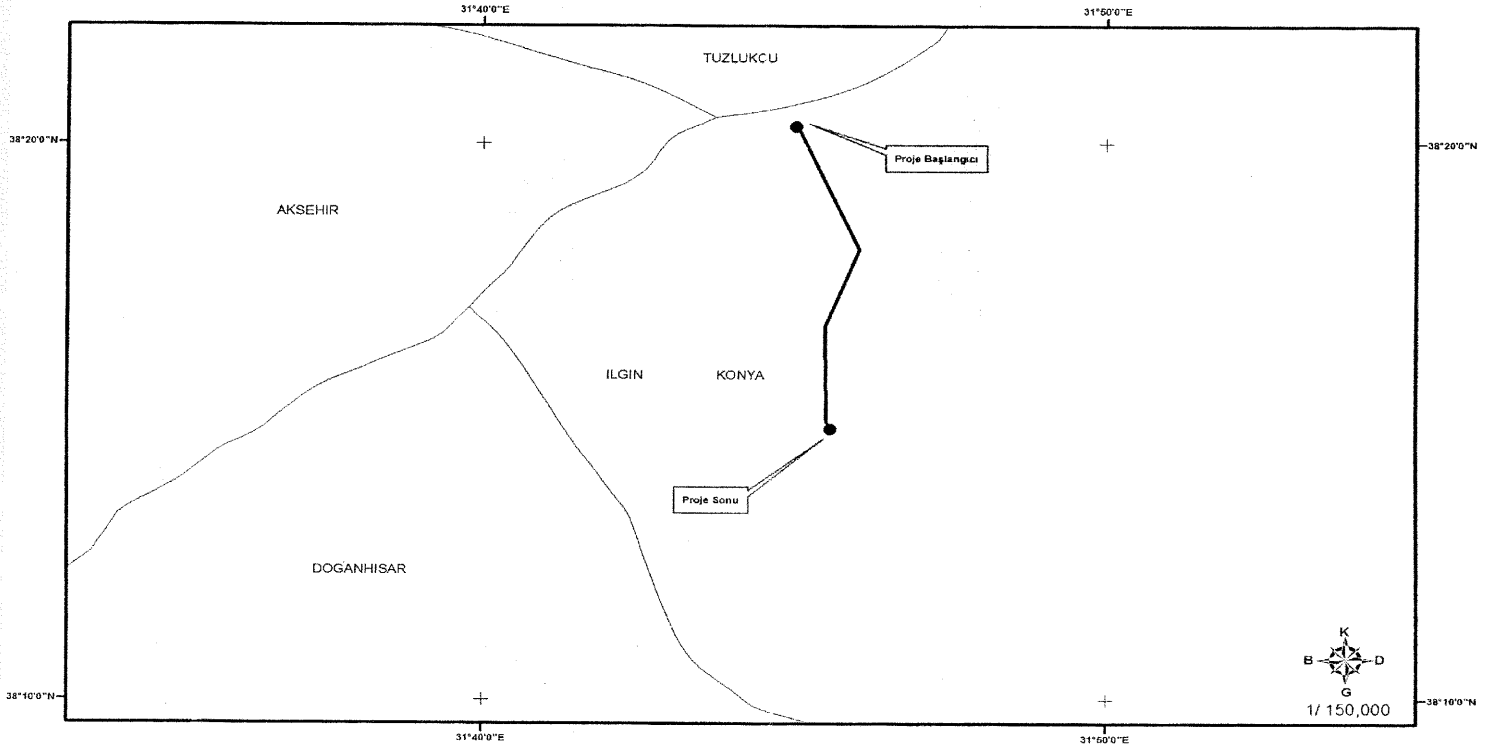 31°40'0"E
31°50'0"E
TUZLUKCU
38°20'0"N
38°20'0"N
Proje Başlangıcı
AKSEHIR
ILGIN
KONYA
Proje Sonu
DOGANHISAR
K
B
D
G
1/ 150,000
38°10'0"N
38°10'0"N
31°40'0"E
31°50'0"E